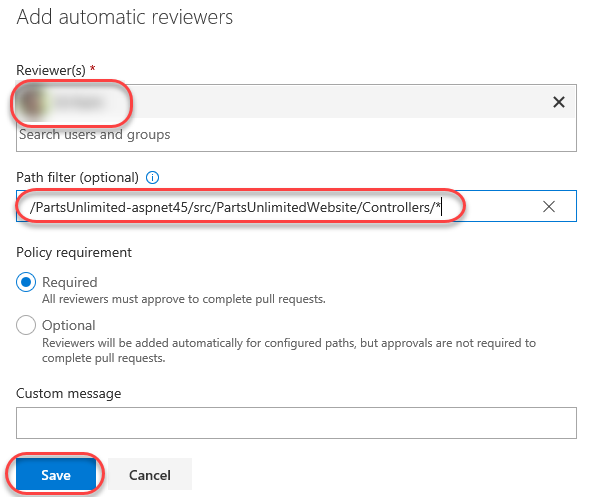 Add automatic reviewers
Reviewer(s) *
Search users and groups
Path filter (optional)
/PartsUnlimited-aspnet45/src/PartsUnlimitedWebsite/Controllers/*
Policy requirement
Required
All reviewers must approve to complete pull requests.
Optional
Reviewers will be added automatically for configured paths, but approvals are not required to
complete pull requests.
Custom message
Save Cancel